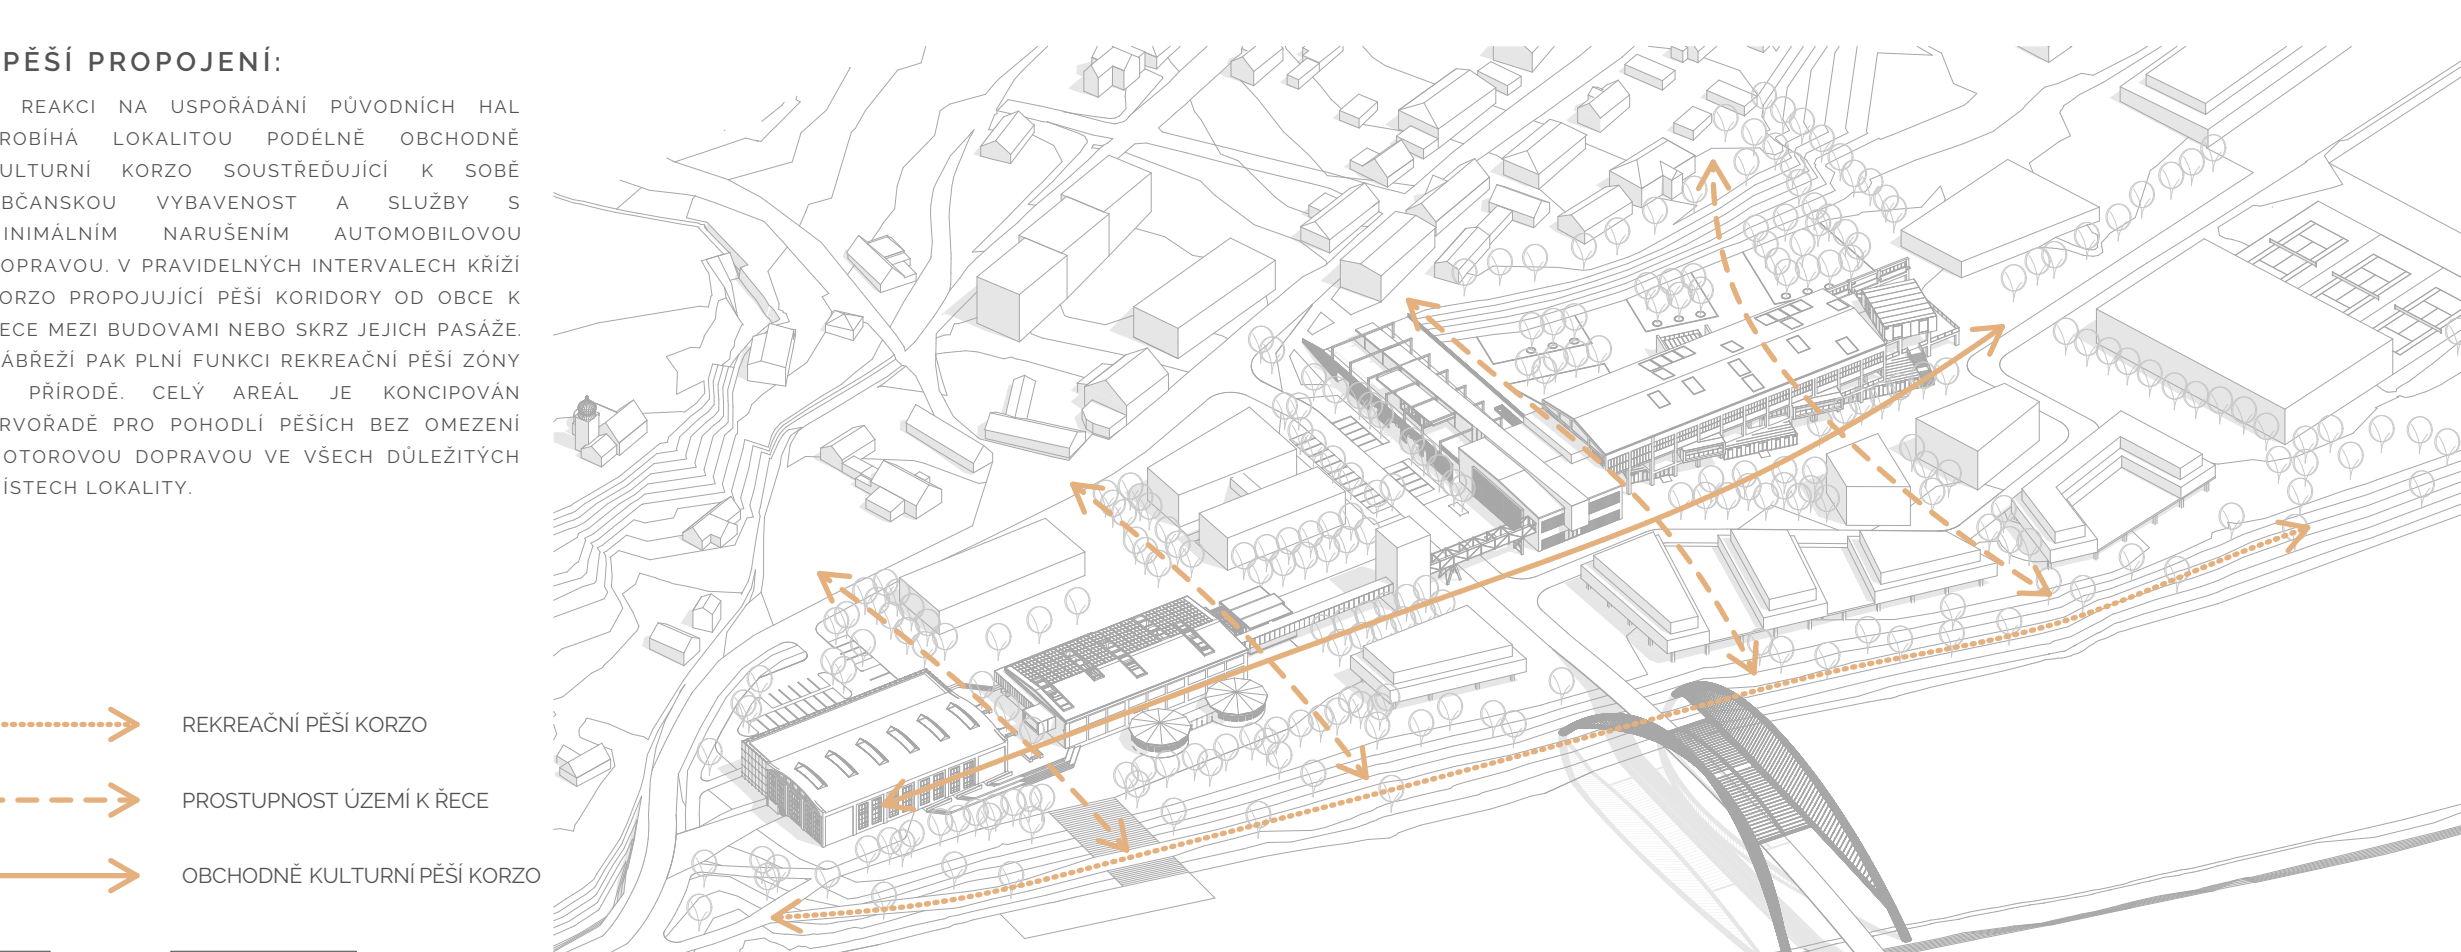 PĚŠÍ PROPOJENÍ:
REAKCI NA USPOŘÁDÁNÍ PŮVODNÍCH HAL
ROBÍHÁ LOKALITOU PODÉLNĚ OBCHODNĚ
ULTURNÍ KORZO SOUSTŘEĎUJÍCÍ K SOBĚ
BČANSKOU VYBAVENOST A SLUŽBY S
INIMÁLNÍM NARUŠENÍM AUTOMOBILOVOU
OPRAVOU. V PRAVIDELNÝCH INTERVALECH KŘÍŽÍ
ORZO PROPOJUJÍCÍ PĚŠÍ KORIDORY OD OBCE K
ECE MEZI BUDOVAMI NEBO SKRZ JEJICH PASÁŽE.
ÁBŘEŽÍ PAK PLNÍ FUNKCI REKREAČNÍ PĚŠÍ ZÓNY
PŘÍRODĚ. CELÝ AREÁL JE KONCIPOVÁN
RVOŘADĚ PRO POHODLÍ PĚŠÍCH BEZ OMEZENÍ
OTOROVOU DOPRAVOU VE VŠECH DŮLEŽITÝCH
ÍSTECH LOKALITY.
REKREAČNÍ PĚŠÍ KORZO
PROSTUPNOST ÚZEMÍ K ŘECE
OBCHODNĚ KULTURNÍ PĚŠÍ KORZO